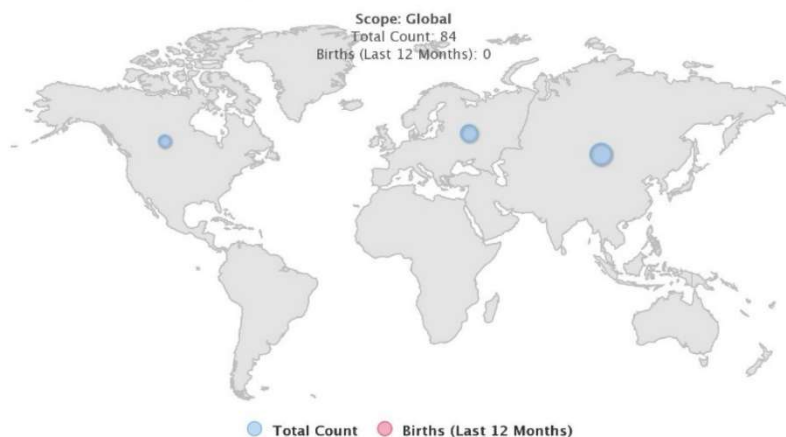 Scope: Global
Total Count: 84
Births (Last 12 Months): 0
Total Count
Births (Last 12 Months)